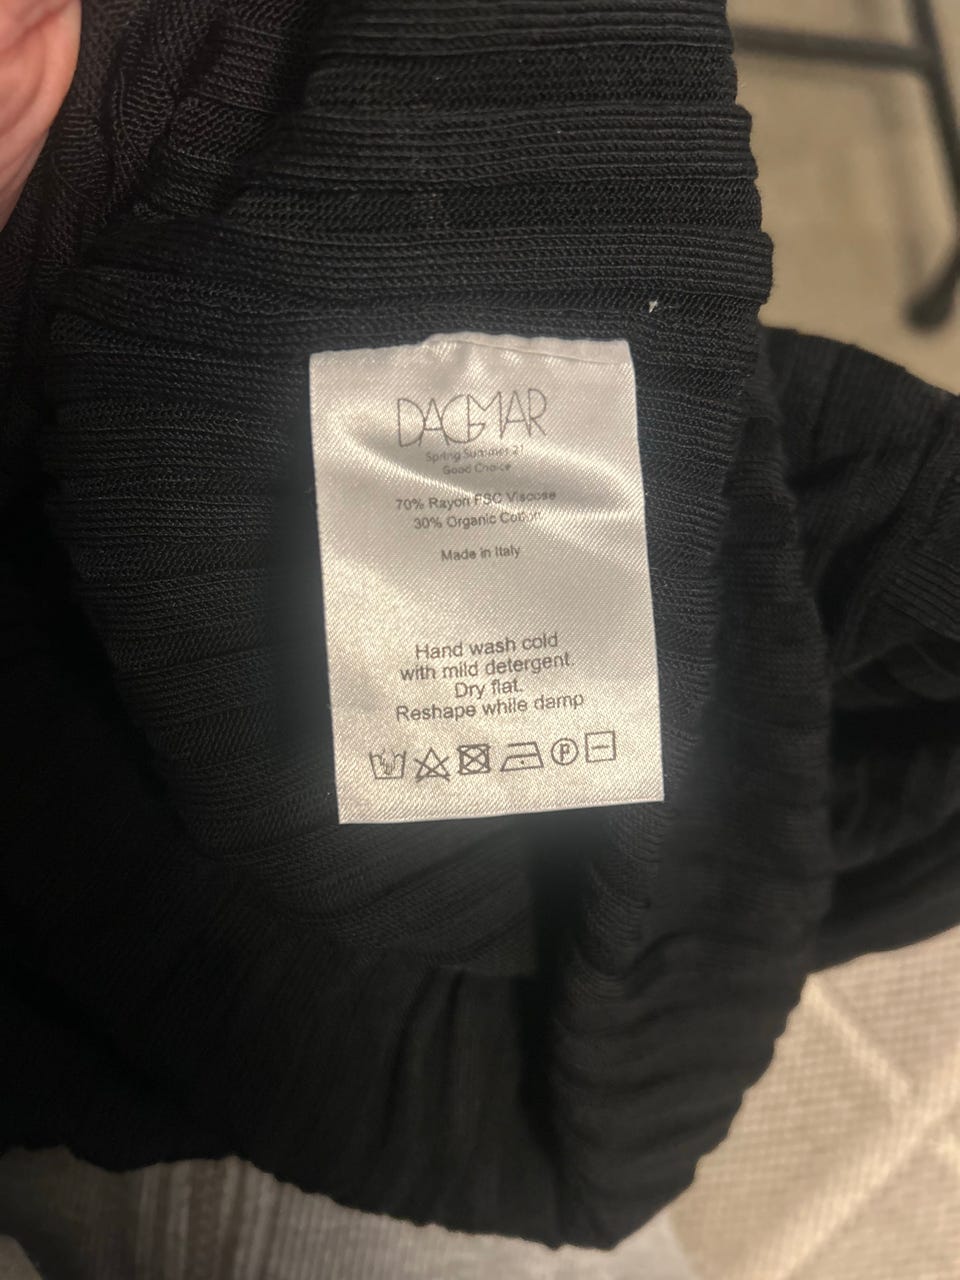 DAGMAR
Spring Summer 21
Good Choice
70% Rayon FSC Viscose
30% Organic Cotton
Made in Italy
Hand wash cold
with mild detergent.
Dry flat.
Reshape while damp
P